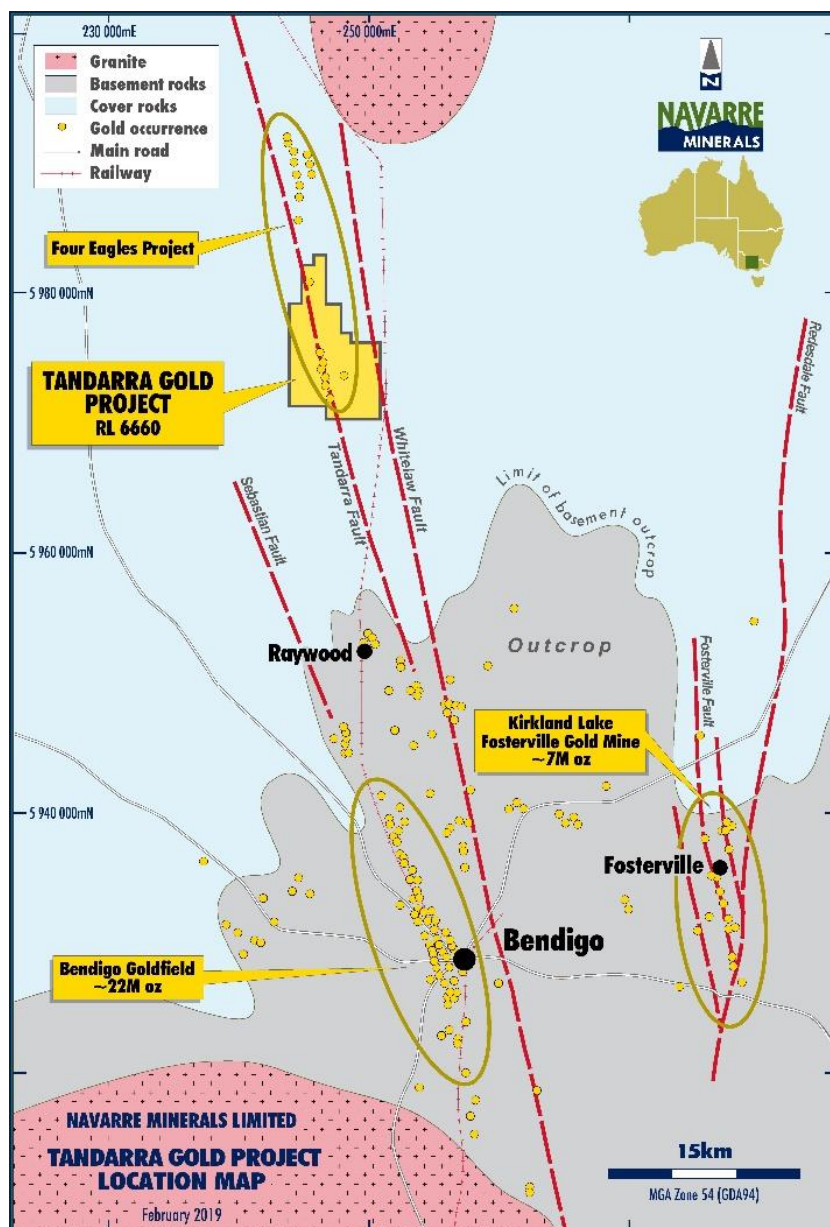 230 000mE
250 000mE
Granite
Basement rocks
Cover rocks
Gold occurrence
Main road
Railway
N
NAVARRE
MINERALS
Four Eagles Project
5 980 000mN
TANDARRA GOLD
PROJECT
RL 6660
Redesdale Fault
Whitelaw Fault
Tandarra Fault
Sebastian Fault
Limit of basement outcrop
5 960 000mN
Raywood
Outcrop
Fosterville Fault
Kirkland Lake
Fosterville Gold Mine
~7M oz
5 940 000mN
Fosterville
Bendigo
Bendigo Goldfield
~22M oz
NAVARRE MINERALS LIMITED
TANDARRA GOLD PROJECT
LOCATION MAP
February 2019
15km
MGA Zone 54 (GDA94)